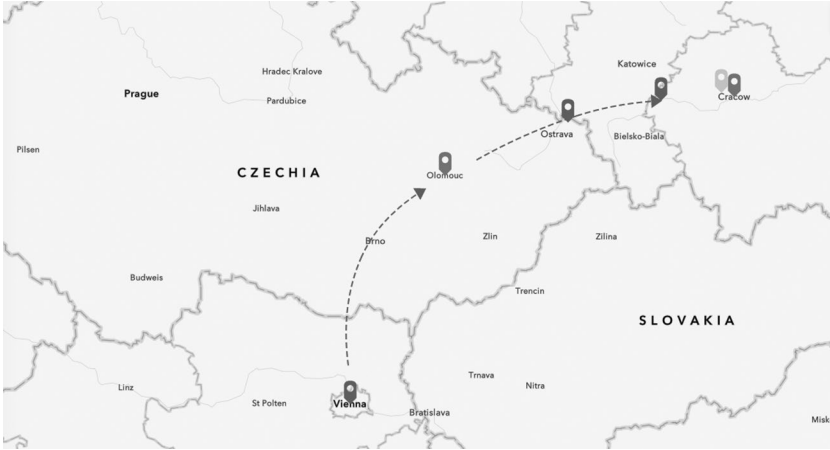 Katowice
Hradec Kralove
Prague
Pardubice
Cracow
Ostrava
Bielsko-Biala
Pilsen
CZECHIA
Olomouc
Jihlava
Brno
Zlin
Zilina
Budweis
Trencin
SLOVAKIA
Trnava
Linz
Nitra
St Polten
Vienna
Bratislava
Misk